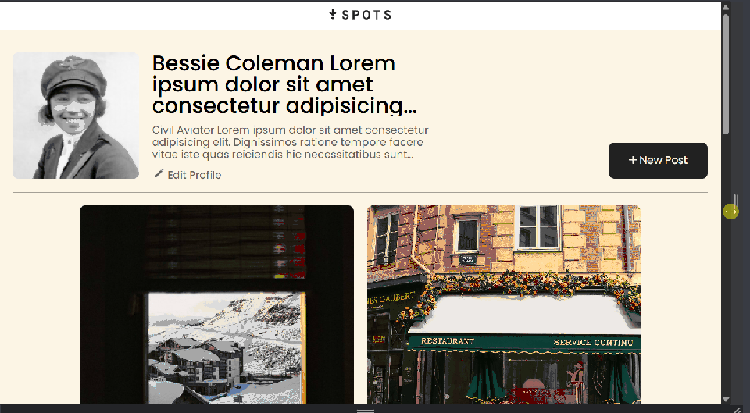 SPOTS
Bessie Coleman Lorem
ipsum dolor sit amet
consectetur adipisicing...
Civil Aviator Lorem ipsum dolor sit amet consectetur
adipisicing elit. Dignissimos ratione tempore facere
vitae iste quas reiciendis hic necessitatibus sunt...
Edit Profile
+ New Post
RESTAURANT
SERVICE CONTINU